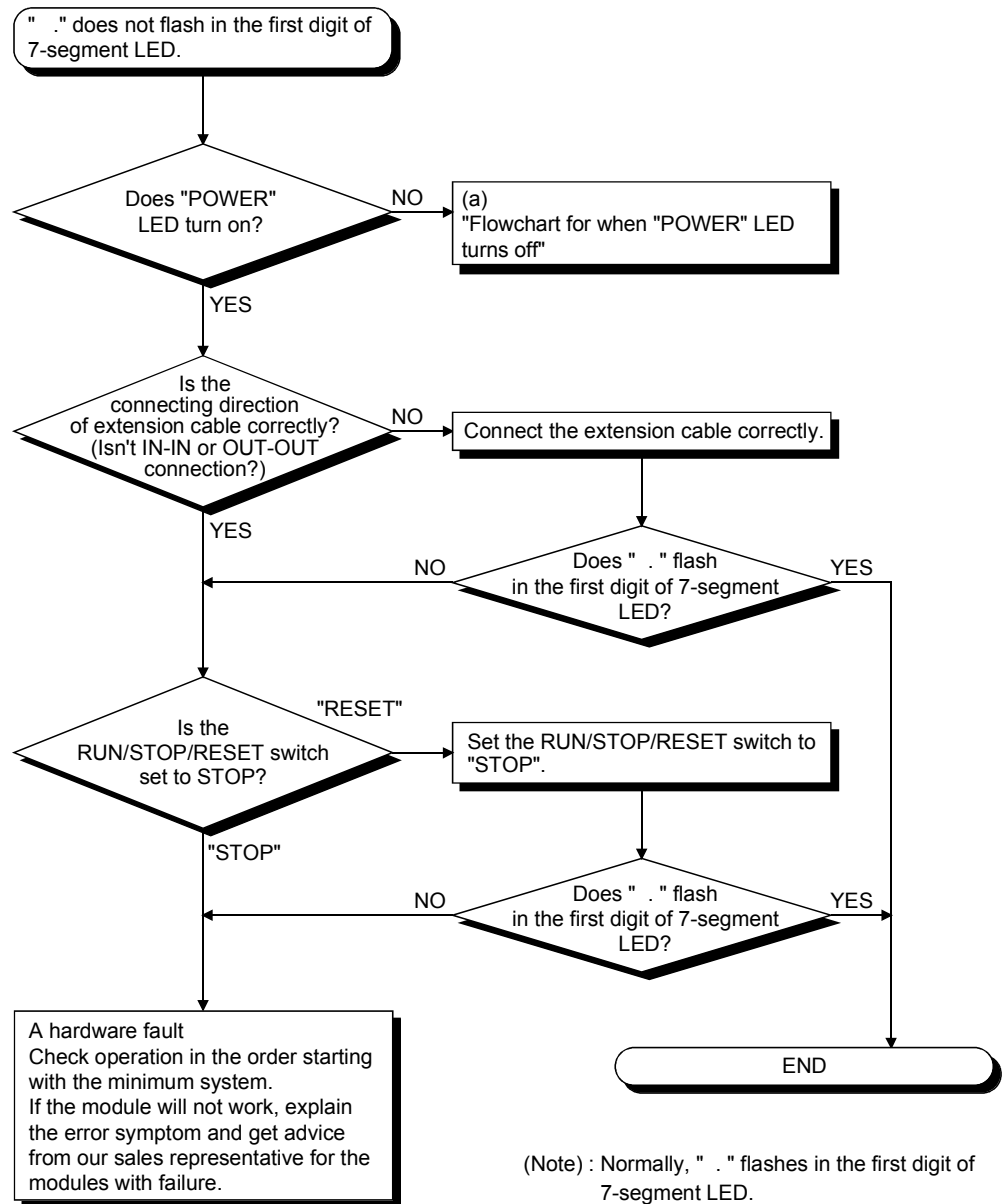 " ." does not flash in the first digit of
7-segment LED.
Does "POWER"
LED turn on?
NO
(a)
"Flowchart for when "POWER" LED
turns off"
YES
Is the
connecting direction
of extension cable correctly?
(Isn't IN-IN or OUT-OUT
connection?)
NO
Connect the extension cable correctly.
YES
NO
Does " . " flash
in the first digit of 7-segment
LED?
YES
Is the
RUN/STOP/RESET switch
set to STOP?
"RESET"
Set the RUN/STOP/RESET switch to
"STOP".
"STOP"
NO
Does " . " flash
in the first digit of 7-segment
LED?
YES
A hardware fault
Check operation in the order starting
with the minimum system.
If the module will not work, explain
the error symptom and get advice
from our sales representative for the
modules with failure.
END
(Note) : Normally, " . " flashes in the first digit of
7-segment LED.